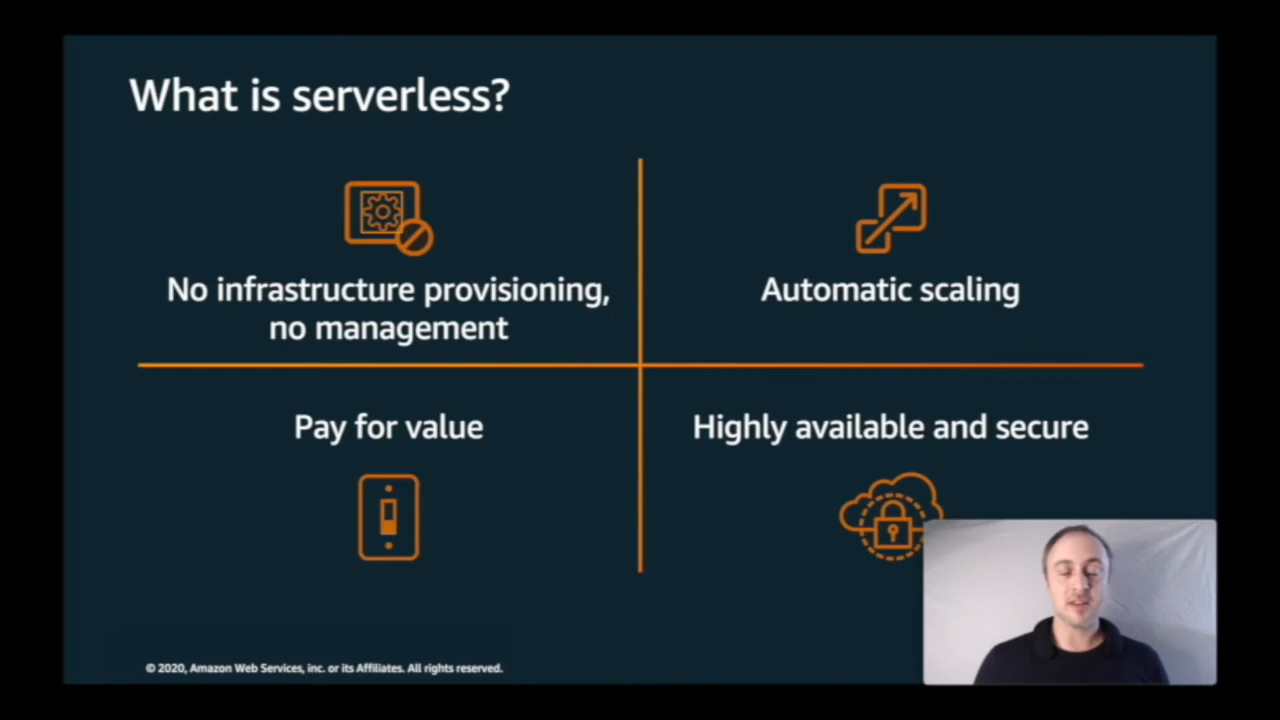 What is serverless?
No infrastructure provisioning,
no management
Automatic scaling
Pay for value
Highly available and secure
© 2020, Amazon Web Services, inc. or its Affiliates. All rights reserved.